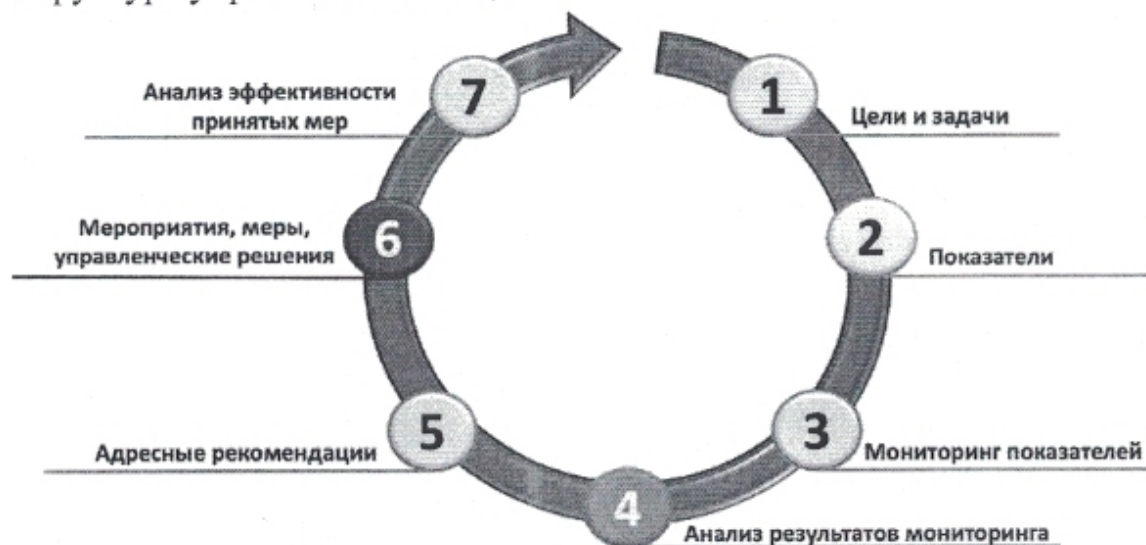 1
Цели и задачи
2
Показатели
3
Мониторинг показателей
4
Анализ результатов мониторинга
5
Адресные рекомендации
6
Мероприятия, меры,
управленческие решения
7
Анализ эффективности
принятых мер